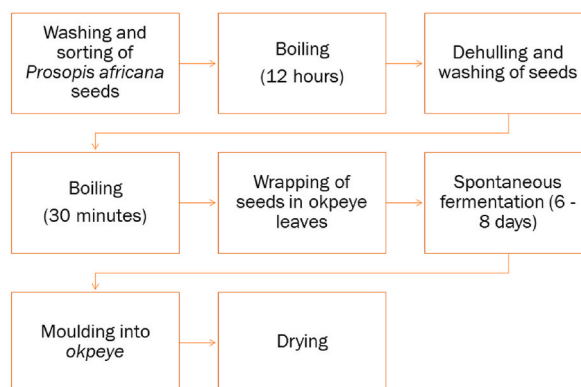 Washing and
sorting of
Prosopis africana
seeds
Boiling
(12 hours)
Dehulling and
washing of seeds
Boiling
(30 minutes)
Wrapping of
seeds in okpeye
leaves
Spontaneous
fermentation (6 -
8 days)
Moulding into
okpeye
Drying